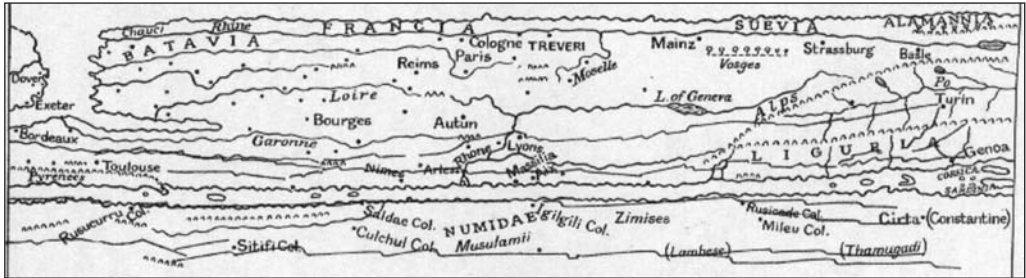 Chauci Rhine FRANCIA SUEVIA ALAMANNIA
BATAVIA Cologne TREVERI Mainz Strassburg Basle
Paris Vosges
Reims Moselle
Dover Po
Loire L. of Geneva Alps Turin
Exeter
Bourges Autun
Bordeaux Garonne Rhone Lyons LIGURIA Genoa
Toulouse Nimes Arles Massilia Aix
Pyrenees CORSICA
SARDINIA
Rusucurru Col. Saldae Col. NUMIDAE Igilgili Col. Zimises Rusicade Col. Cirta (Constantine)
Culchul Col. Mileu Col.
Sitifi Col. Musulamii (Lambese) (Thamugadi)